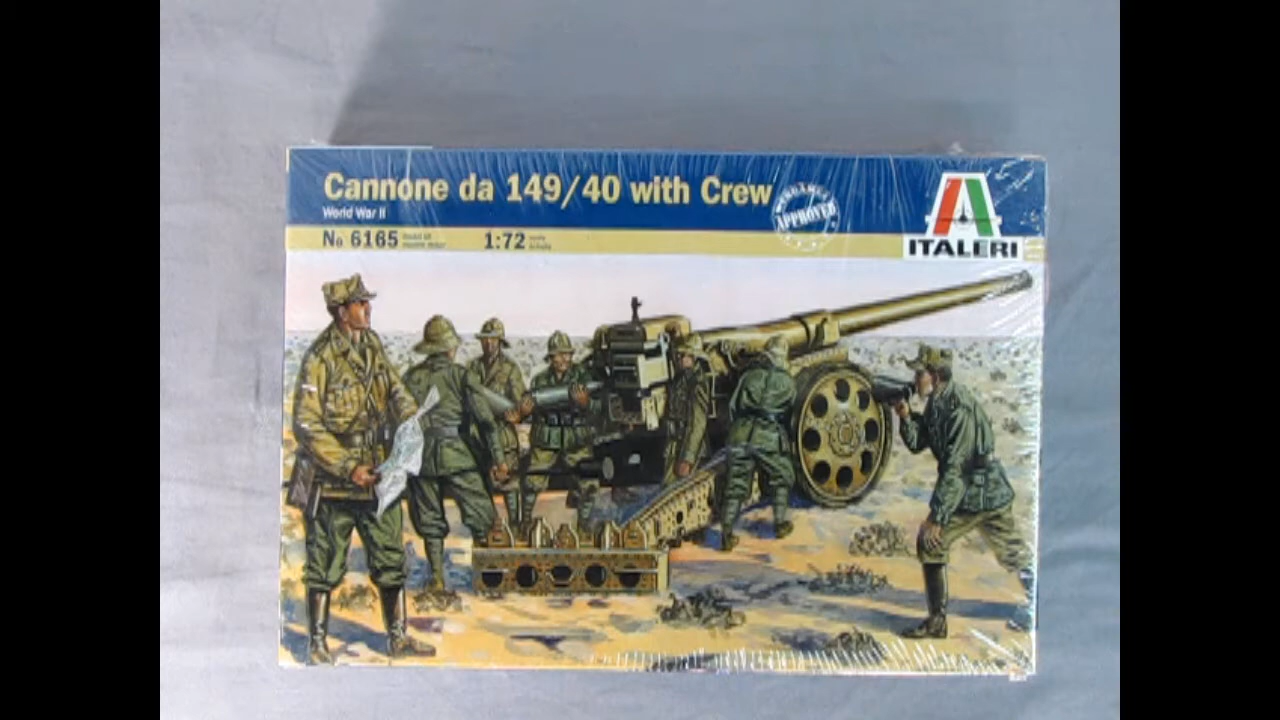 Cannone da 149/40 with Crew
World War II
APPROVED
No 6165
1:72
ITALERI